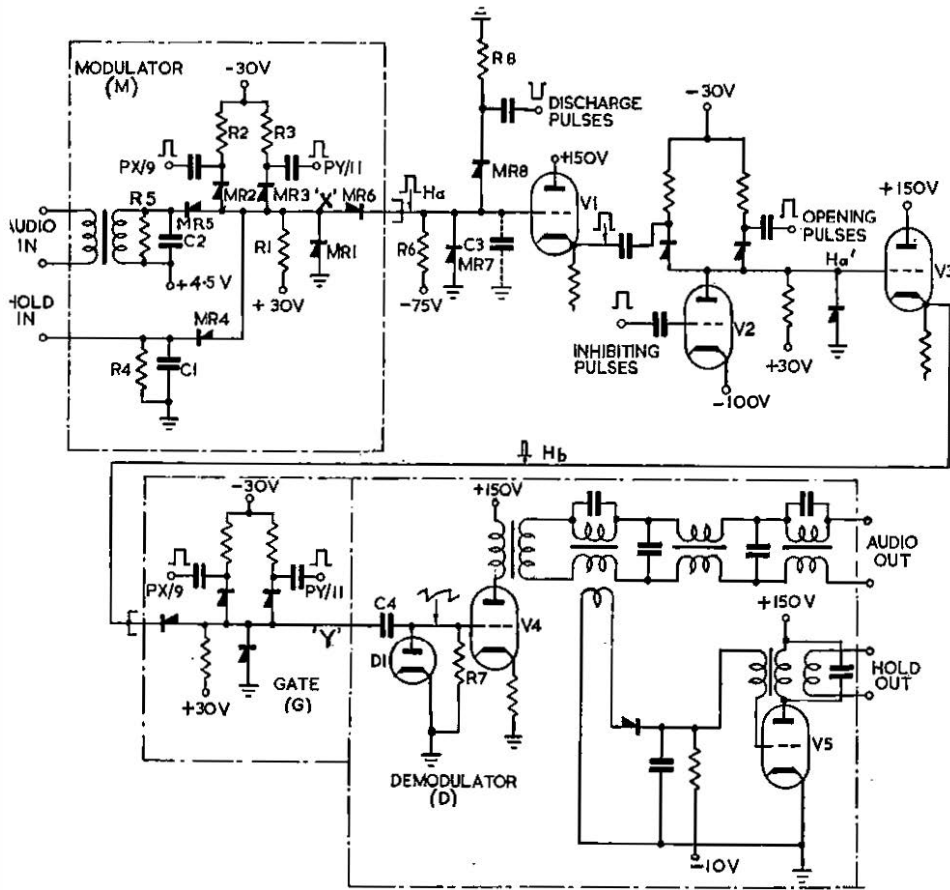 MODULATOR
(M)
-30V
R2
R3
PX/9
PY/11
MR2
MR3
'X'
MR6
R5
MR5
C2
+4·5V
AUDIO
IN
HOLD
IN
R1
+30V
MR1
MR4
R4
C1
Ha
R6
-75V
MR7
C3
R8
DISCHARGE
PULSES
MR8
+150V
V1
-30V
OPENING
PULSES
Ha'
INHIBITING
PULSES
V2
-100V
+30V
+150V
V3
Hb
-30V
PX/9
PY/11
+30V
'Y'
GATE
(G)
C4
D1
R7
V4
+150V
DEMODULATOR
(D)
AUDIO
OUT
+150V
HOLD
OUT
V5
-10V